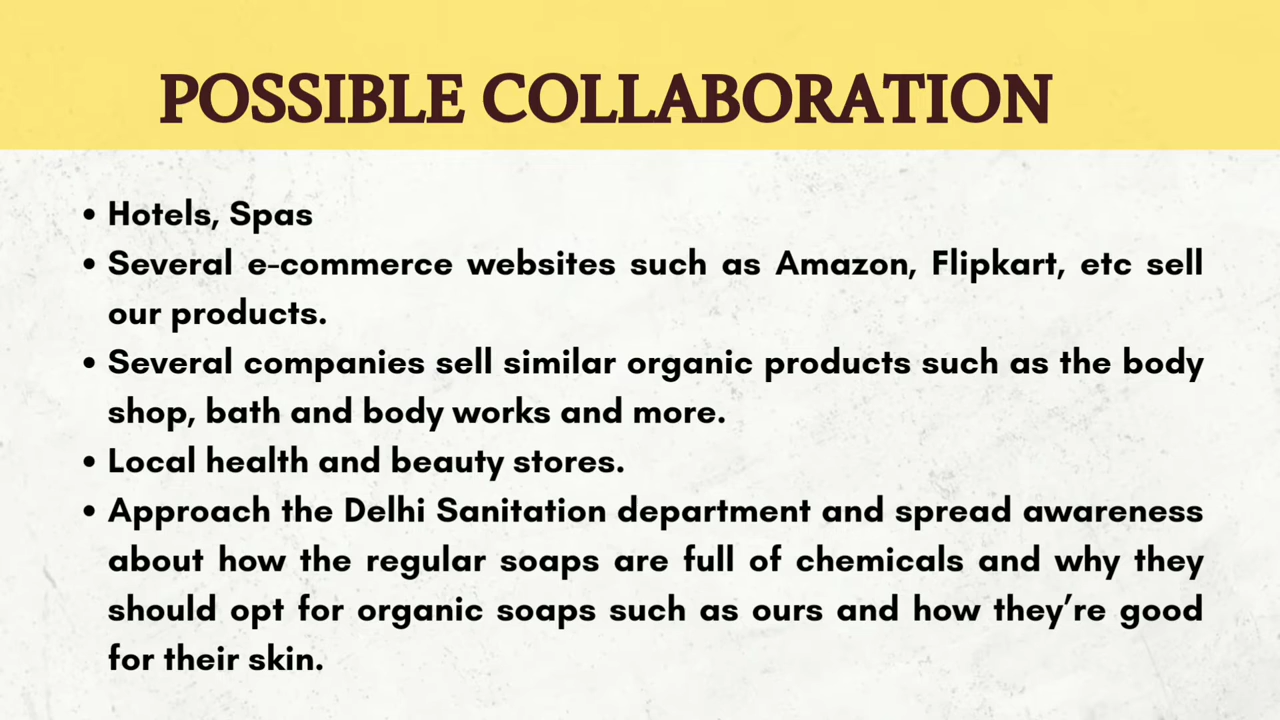 POSSIBLE COLLABORATION
• Hotels, Spas
• Several e-commerce websites such as Amazon, Flipkart, etc sell
our products.
• Several companies sell similar organic products such as the body
shop, bath and body works and more.
• Local health and beauty stores.
• Approach the Delhi Sanitation department and spread awareness
about how the regular soaps are full of chemicals and why they
should opt for organic soaps such as ours and how they’re good
for their skin.